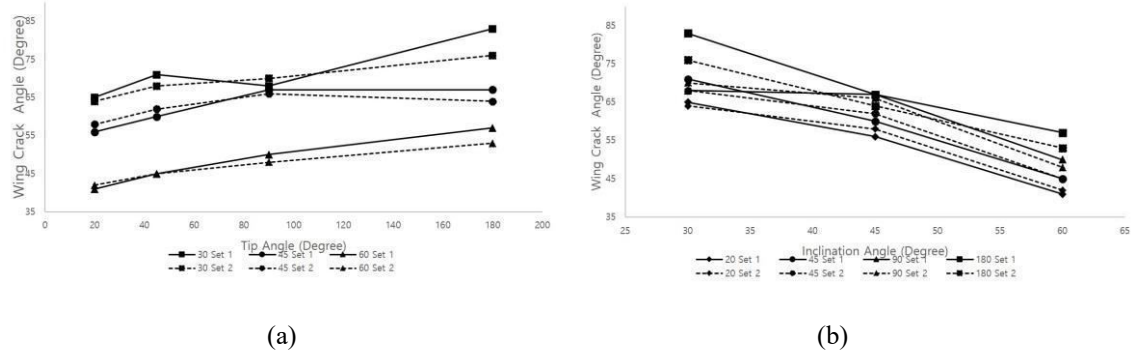 Wing Crack Angle (Degree)
85
75
65
55
45
35
0 20 40 60 80 100 120 140 160 180 200
Tip Angle (Degree)
30 Set 1 45 Set 1 60 Set 1
30 Set 2 45 Set 2 60 Set 2
(a)
Wing Crack Angle (Degree)
85
75
65
55
45
35
25 30 35 40 45 50 55 60 65
Inclination Angle (Degree)
20 Set 1 45 Set 1 90 Set 1 180 Set 1
20 Set 2 45 Set 2 90 Set 2 180 Set 2
(b)